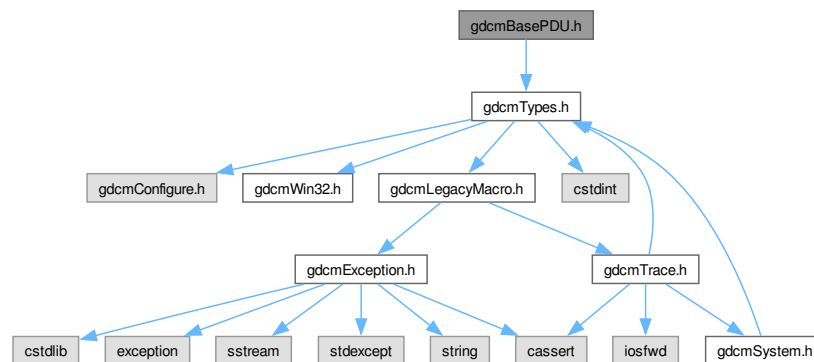 gdcmBasePDU.h
gdcmTypes.h
gdcmConfigure.h
gdcmWin32.h
gdcmLegacyMacro.h
cstdint
gdcmException.h
gdcmTrace.h
cstdlib
exception
sstream
stdexcept
string
cassert
iosfwd
gdcmSystem.h